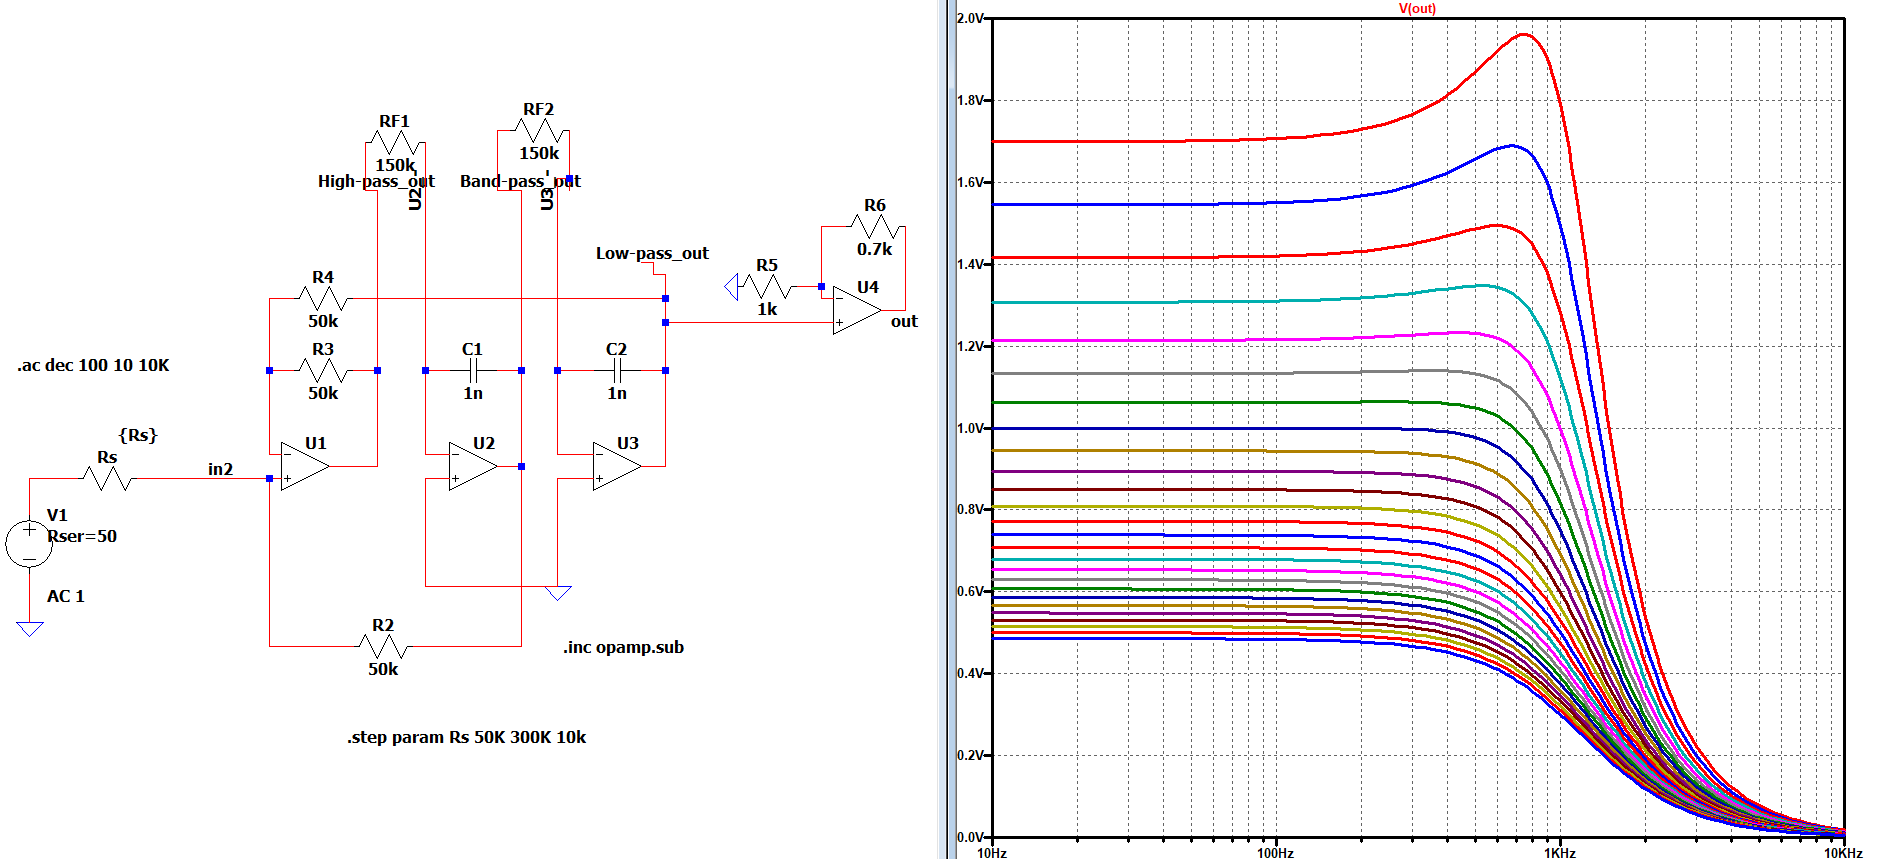 RF1
150k
High-pass_out
U2_-
RF2
150k
Band-pass_out
U3_-
R6
0.7k
Low-pass_out
R5
1k
U4
out
R4
50k
R3
50k
C1
1n
C2
1n
.ac dec 100 10 10K
{Rs}
Rs
in2
U1
U2
U3
V1
Rser=50
AC 1
R2
50k
.inc opamp.sub
.step param Rs 50K 300K 10k
V(out)
2.0V
1.8V
1.6V
1.4V
1.2V
1.0V
0.8V
0.6V
0.4V
0.2V
0.0V
10Hz 100Hz 1KHz 10KHz